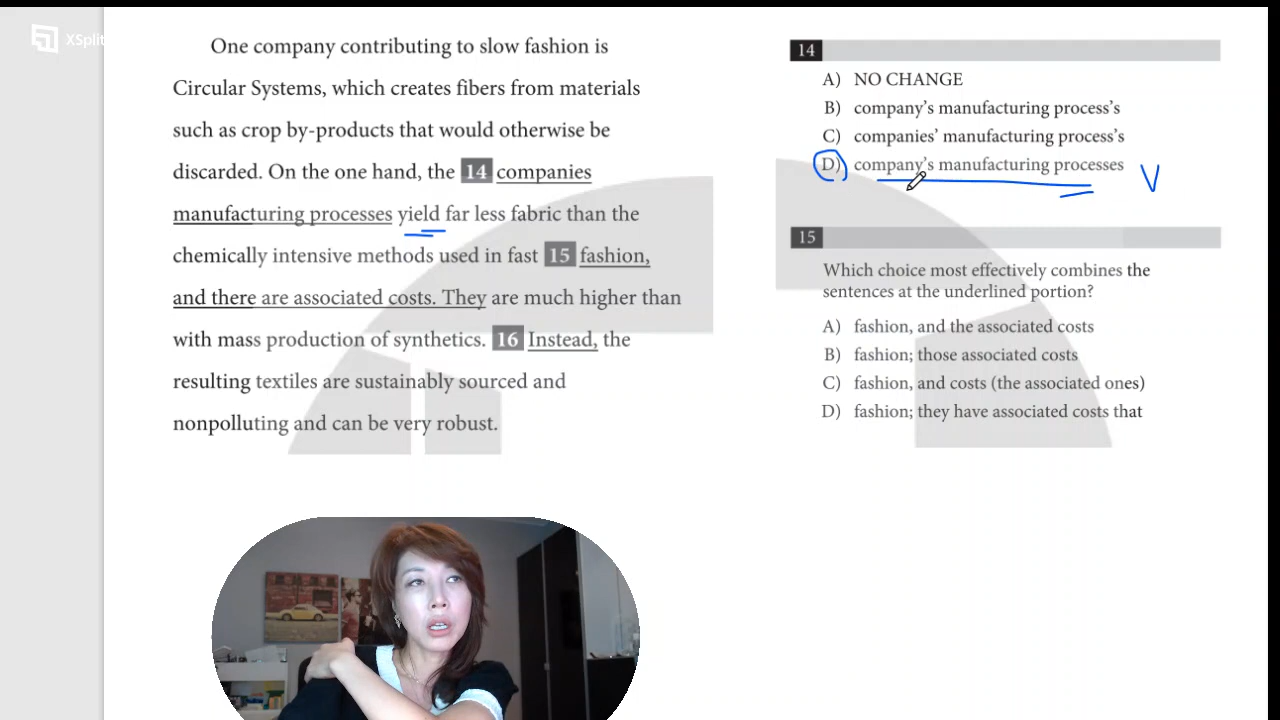 XSplit
One company contributing to slow fashion is
Circular Systems, which creates fibers from materials
such as crop by-products that would otherwise be
discarded. On the one hand, the 14 companies
manufacturing processes yield far less fabric than the
chemically intensive methods used in fast 15 fashion,
and there are associated costs. They are much higher than
with mass production of synthetics. 16 Instead, the
resulting textiles are sustainably sourced and
nonpolluting and can be very robust.
14
A) NO CHANGE
B) company’s manufacturing process’s
C) companies’ manufacturing process’s
D) company’s manufacturing processes V
15
Which choice most effectively combines the
sentences at the underlined portion?
A) fashion, and the associated costs
B) fashion; those associated costs
C) fashion, and costs (the associated ones)
D) fashion; they have associated costs that